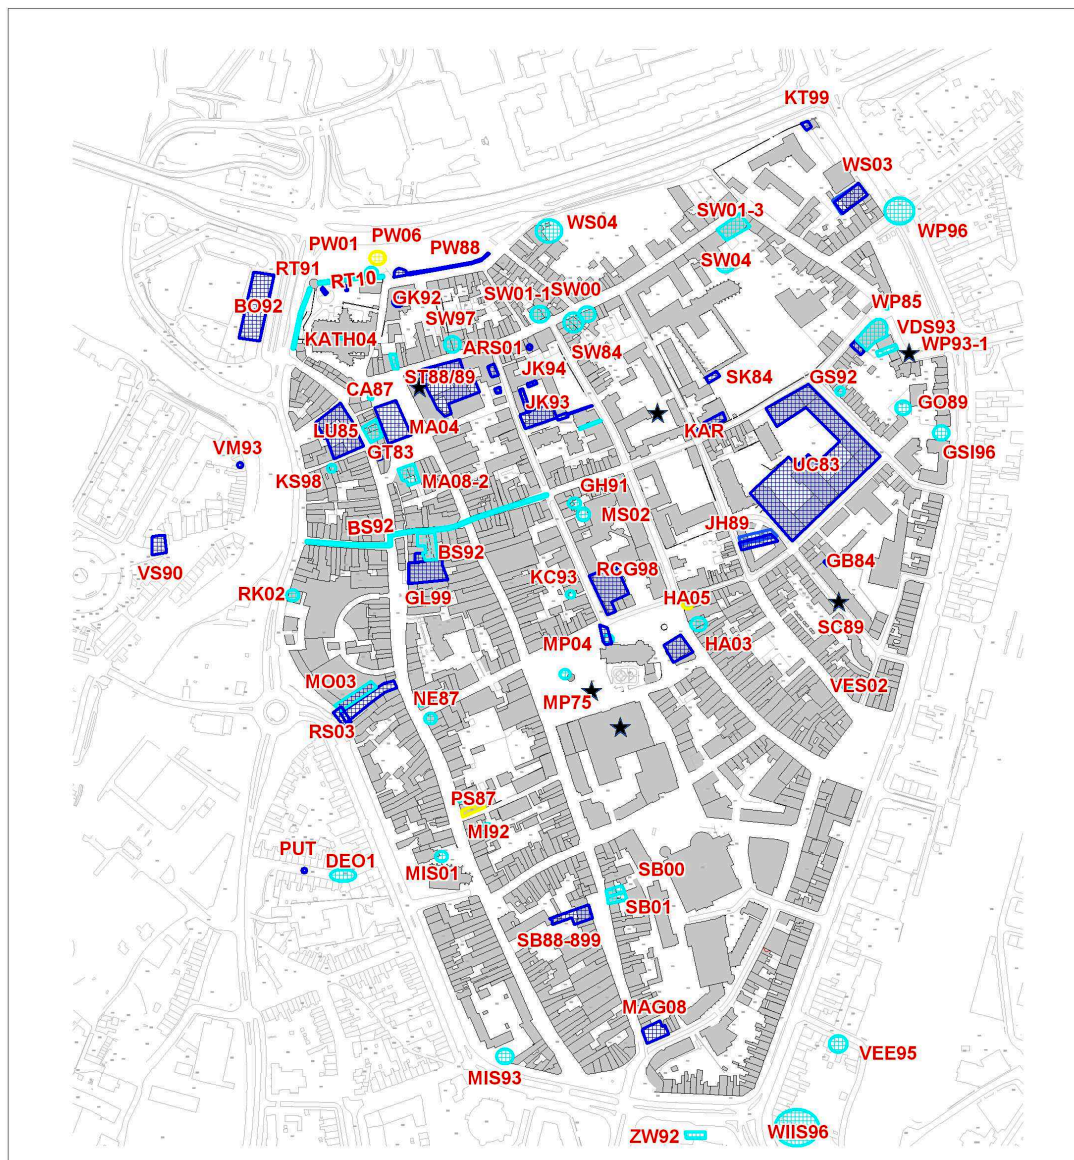 KT99
WS03
SW01-3
WS04
WP96
PW01
PW06
PW88
SW04
RT91
RT10
BO92
GK92
SW01-1
SW00
WP85
SW97
VDS93
KATH04
ARS01
SW84
WP93-1
JK94
ST88/89
SK84
GS92
CA87
JK93
GO89
MA04
KAR
LU85
VM93
GT83
GSI96
UC83
KS98
MA08-2
GH91
MS02
BS92
JH89
BS92
VS90
GB84
RCG98
KC93
RK02
GL99
HA05
SC89
MP04
HA03
MO03
VES02
NE87
MP75
RS03
PS87
MI92
PUT
DEO1
MIS01
SB00
SB01
SB88-899
MAG08
VEE95
MIS93
ZW92
WIIS96